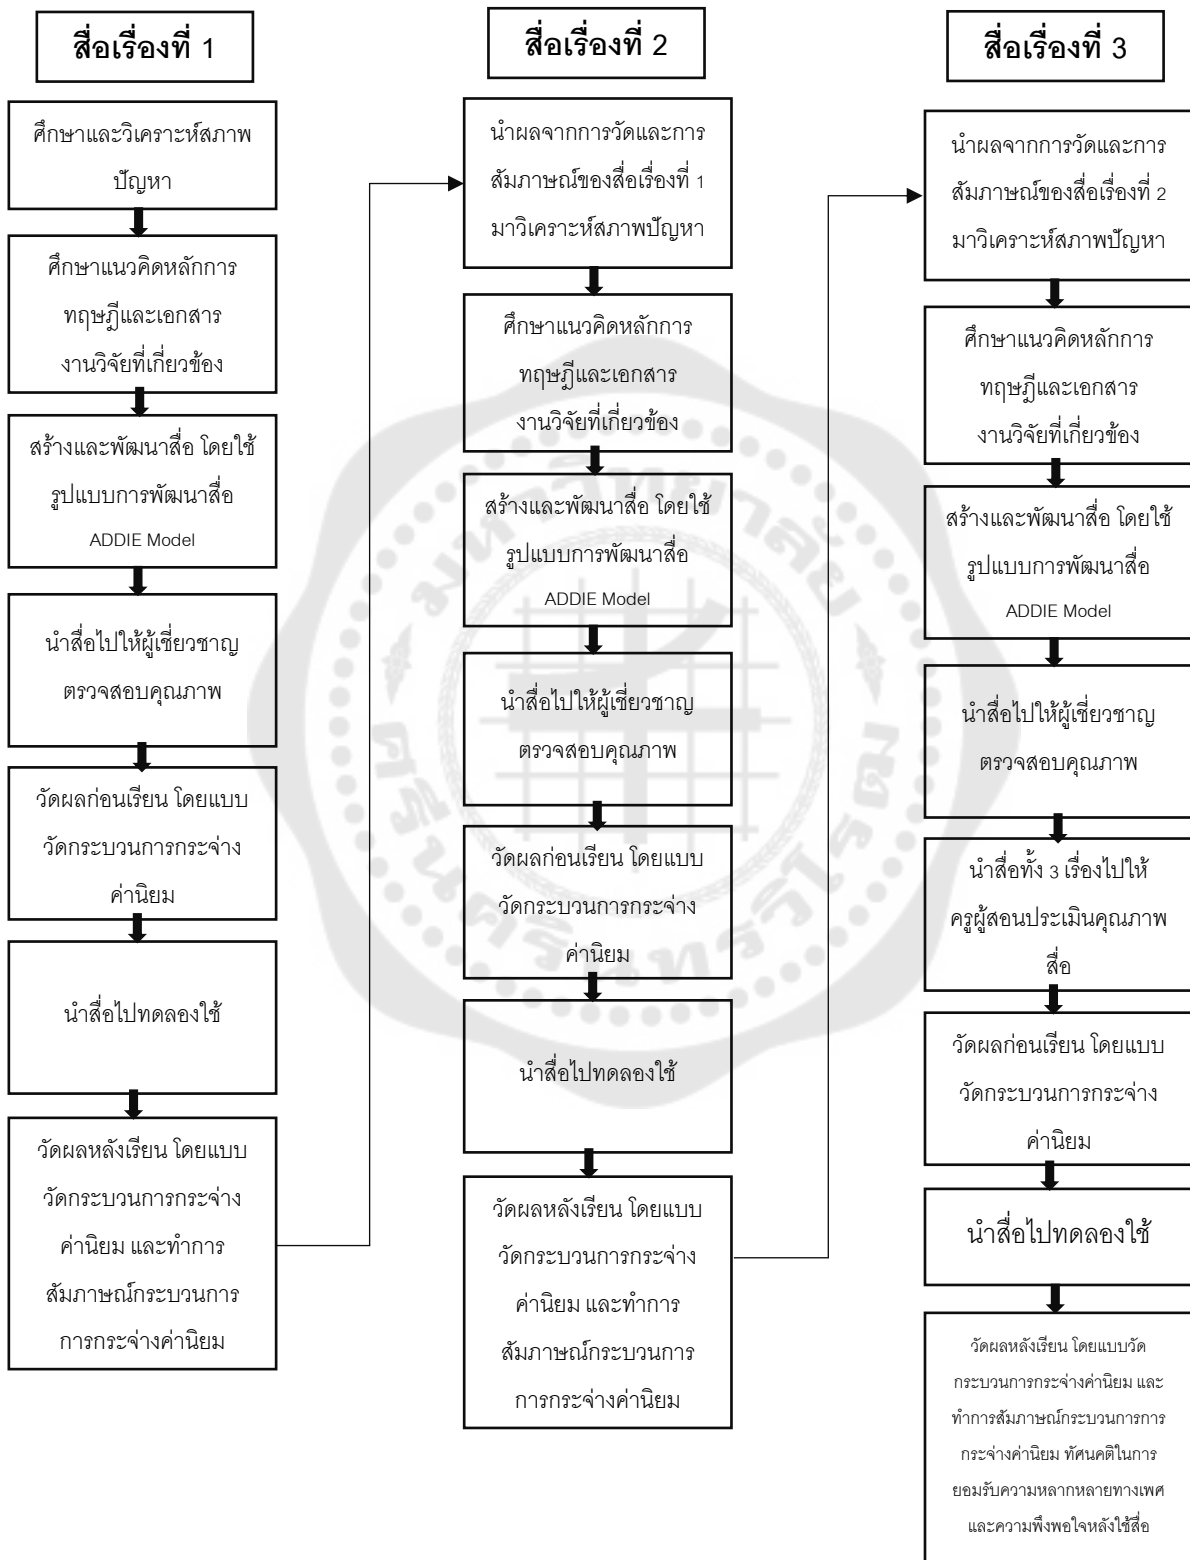 สื่อเรื่องที่ 1
ศึกษาและวิเคราะห์สภาพ
ปัญหา
ศึกษาแนวคิดหลักการ
ทฤษฎีและเอกสาร
งานวิจัยที่เกี่ยวข้อง
สร้างและพัฒนาสื่อ โดยใช้
รูปแบบการพัฒนาสื่อ
ADDIE Model
นำสื่อไปให้ผู้เชี่ยวชาญ
ตรวจสอบคุณภาพ
วัดผลก่อนเรียน โดยแบบ
วัดกระบวนการกระจ่าง
ค่านิยม
นำสื่อไปทดลองใช้
วัดผลหลังเรียน โดยแบบ
วัดกระบวนการกระจ่าง
ค่านิยม และทำการ
สัมภาษณ์กระบวนการ
การกระจ่างค่านิยม
สื่อเรื่องที่ 2
นำผลจากการวัดและการ
สัมภาษณ์ของสื่อเรื่องที่ 1
มาวิเคราะห์สภาพปัญหา
ศึกษาแนวคิดหลักการ
ทฤษฎีและเอกสาร
งานวิจัยที่เกี่ยวข้อง
สร้างและพัฒนาสื่อ โดยใช้
รูปแบบการพัฒนาสื่อ
ADDIE Model
นำสื่อไปให้ผู้เชี่ยวชาญ
ตรวจสอบคุณภาพ
วัดผลก่อนเรียน โดยแบบ
วัดกระบวนการกระจ่าง
ค่านิยม
นำสื่อไปทดลองใช้
วัดผลหลังเรียน โดยแบบ
วัดกระบวนการกระจ่าง
ค่านิยม และทำการ
สัมภาษณ์กระบวนการ
การกระจ่างค่านิยม
สื่อเรื่องที่ 3
นำผลจากการวัดและการ
สัมภาษณ์ของสื่อเรื่องที่ 2
มาวิเคราะห์สภาพปัญหา
ศึกษาแนวคิดหลักการ
ทฤษฎีและเอกสาร
งานวิจัยที่เกี่ยวข้อง
สร้างและพัฒนาสื่อ โดยใช้
รูปแบบการพัฒนาสื่อ
ADDIE Model
นำสื่อไปให้ผู้เชี่ยวชาญ
ตรวจสอบคุณภาพ
นำสื่อทั้ง 3 เรื่องไปให้
ครูผู้สอนประเมินคุณภาพ
สื่อ
วัดผลก่อนเรียน โดยแบบ
วัดกระบวนการกระจ่าง
ค่านิยม
นำสื่อไปทดลองใช้
วัดผลหลังเรียน โดยแบบวัด
กระบวนการกระจ่างค่านิยม และ
ทำการสัมภาษณ์กระบวนการการ
กระจ่างค่านิยม ทัศนคติในการ
ยอมรับความหลากหลายทางเพศ
และความพึงพอใจหลังใช้สื่อ
มหาวิทยาลัย
ศรีนครินทรวิโรฒ